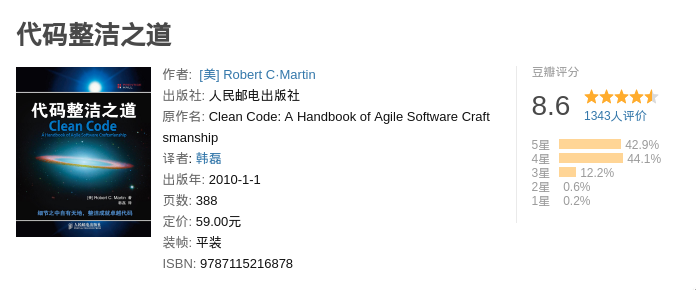 代码整洁之道
代码整洁之道
Clean Code
A Handbook of Agile Software Craftsmanship
[美] Robert C. Martin 著
韩磊 译
细节之中自有天地，整洁成就卓越代码
人民邮电出版社
作者: [美] Robert C·Martin
出版社: 人民邮电出版社
原作名: Clean Code: A Handbook of Agile Software Craft
smanship
译者: 韩磊
出版年: 2010-1-1
页数: 388
定价: 59.00元
装帧: 平装
ISBN: 9787115216878
豆瓣评分
8.6
1343人评价
5星 42.9%
4星 44.1%
3星 12.2%
2星 0.6%
1星 0.2%